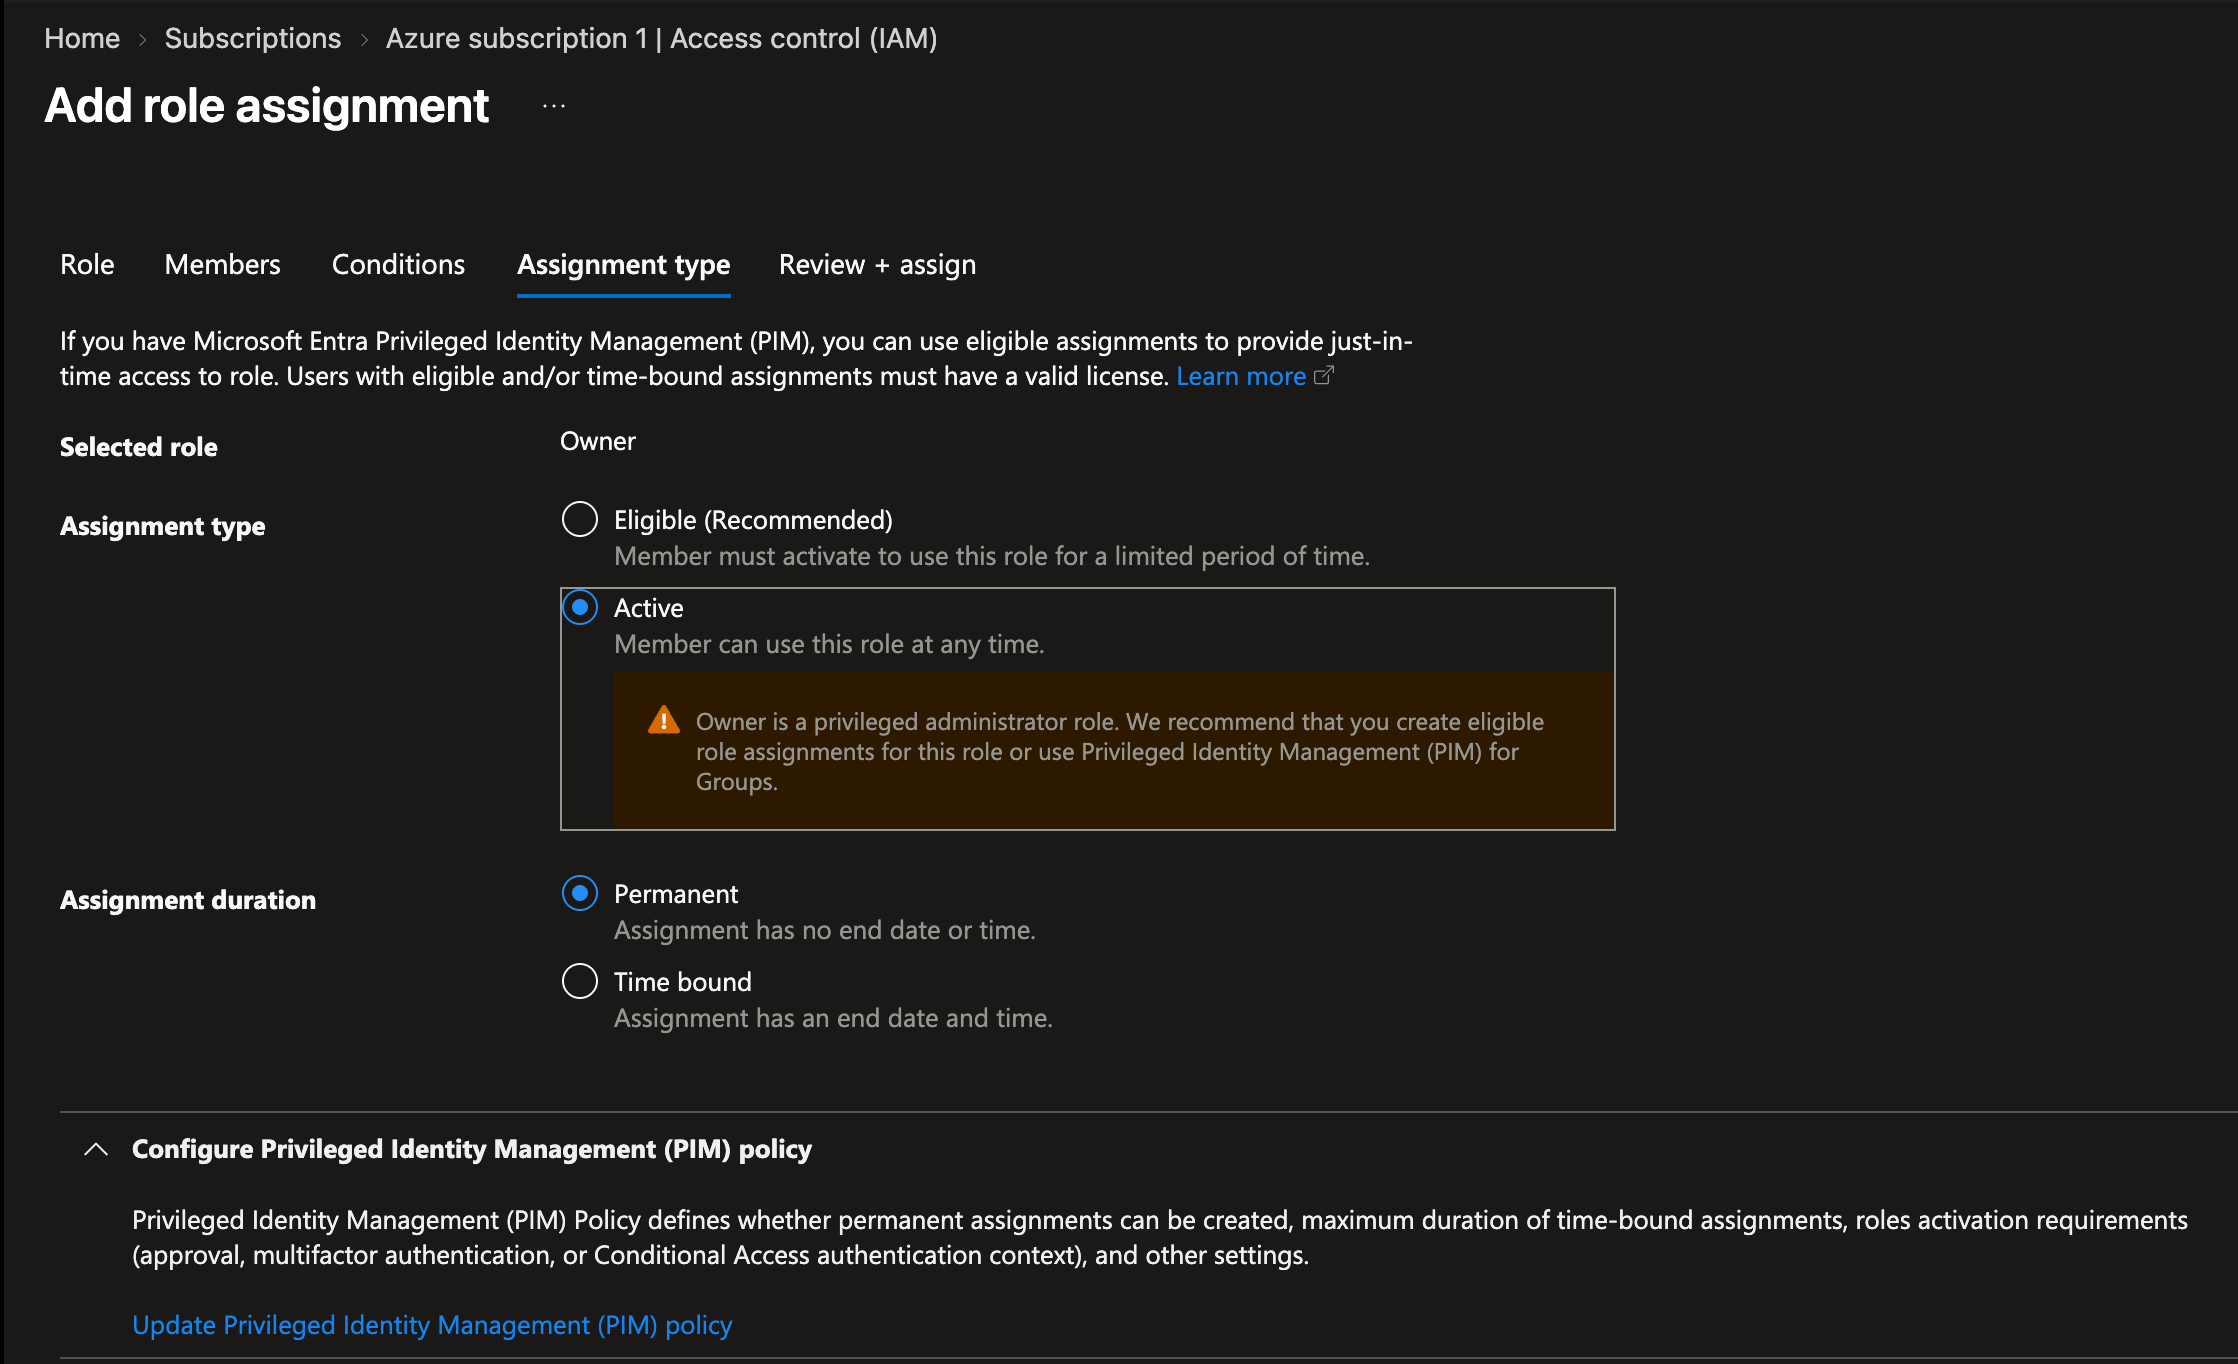 Home > Subscriptions > Azure subscription 1 | Access control (IAM)
Add role assignment ...
Role Members Conditions Assignment type Review + assign
If you have Microsoft Entra Privileged Identity Management (PIM), you can use eligible assignments to provide just-in-
time access to role. Users with eligible and/or time-bound assignments must have a valid license. Learn more
Selected role Owner
Assignment type Eligible (Recommended)
Member must activate to use this role for a limited period of time.
Active
Member can use this role at any time.
Owner is a privileged administrator role. We recommend that you create eligible
role assignments for this role or use Privileged Identity Management (PIM) for
Groups.
Assignment duration Permanent
Assignment has no end date or time.
Time bound
Assignment has an end date and time.
Configure Privileged Identity Management (PIM) policy
Privileged Identity Management (PIM) Policy defines whether permanent assignments can be created, maximum duration of time-bound assignments, roles activation requirements
(approval, multifactor authentication, or Conditional Access authentication context), and other settings.
Update Privileged Identity Management (PIM) policy